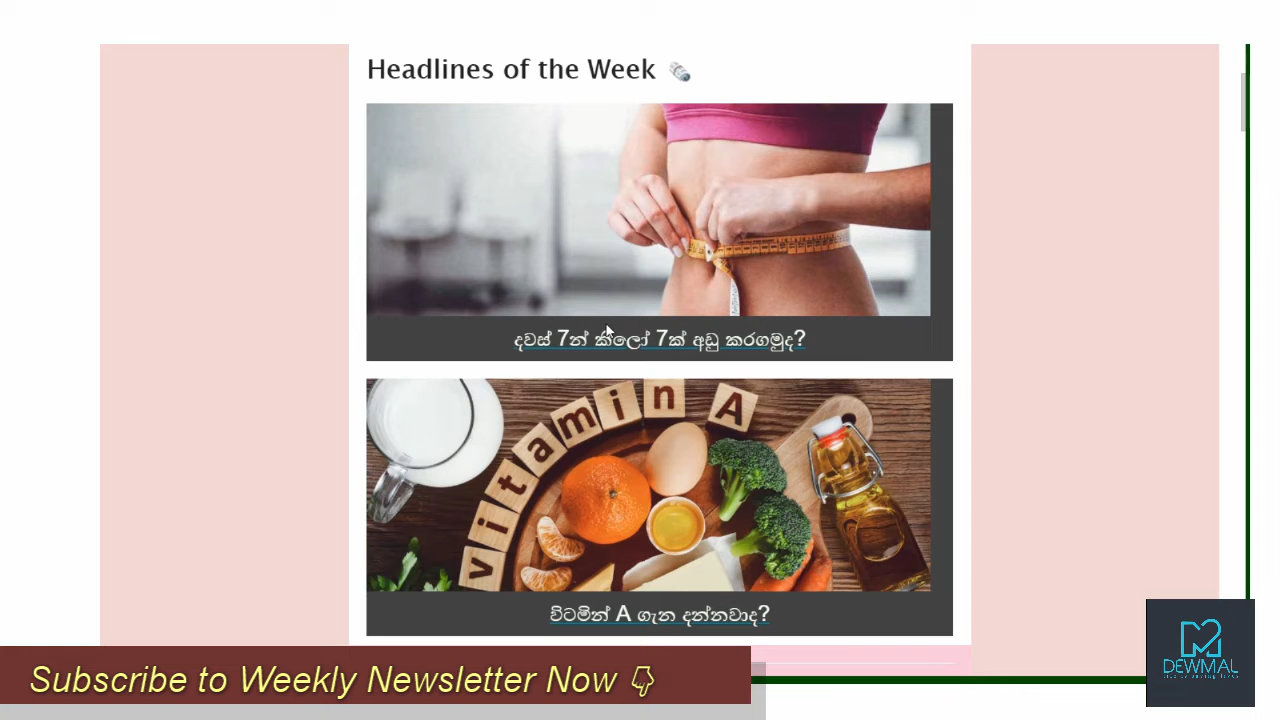 Headlines of the Week
දවස් 7න් කිලෝ 7ක් අඩු කරගමුද?
vitamin A
විටමින් A ගැන දන්නවාද?
Subscribe to Weekly Newsletter Now
DEWMAL